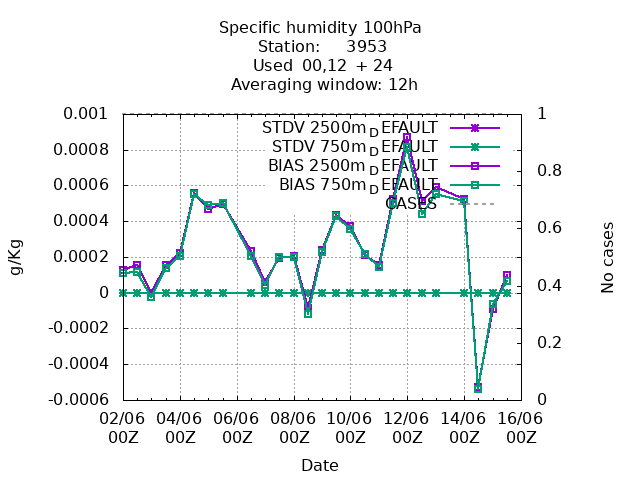 Specific humidity 100hPa
Station: 3953
Used 00,12 + 24
Averaging window: 12h
STDV 2500m_DEFAULT
STDV 750m_DEFAULT
BIAS 2500m_DEFAULT
BIAS 750m_DEFAULT
CASES
0.001
0.0008
0.0006
0.0004
0.0002
0
-0.0002
-0.0004
-0.0006
g/Kg
1
0.8
0.6
0.4
0.2
0
No cases
02/06 04/06 06/06 08/06 10/06 12/06 14/06 16/06
00Z 00Z 00Z 00Z 00Z 00Z 00Z 00Z
Date